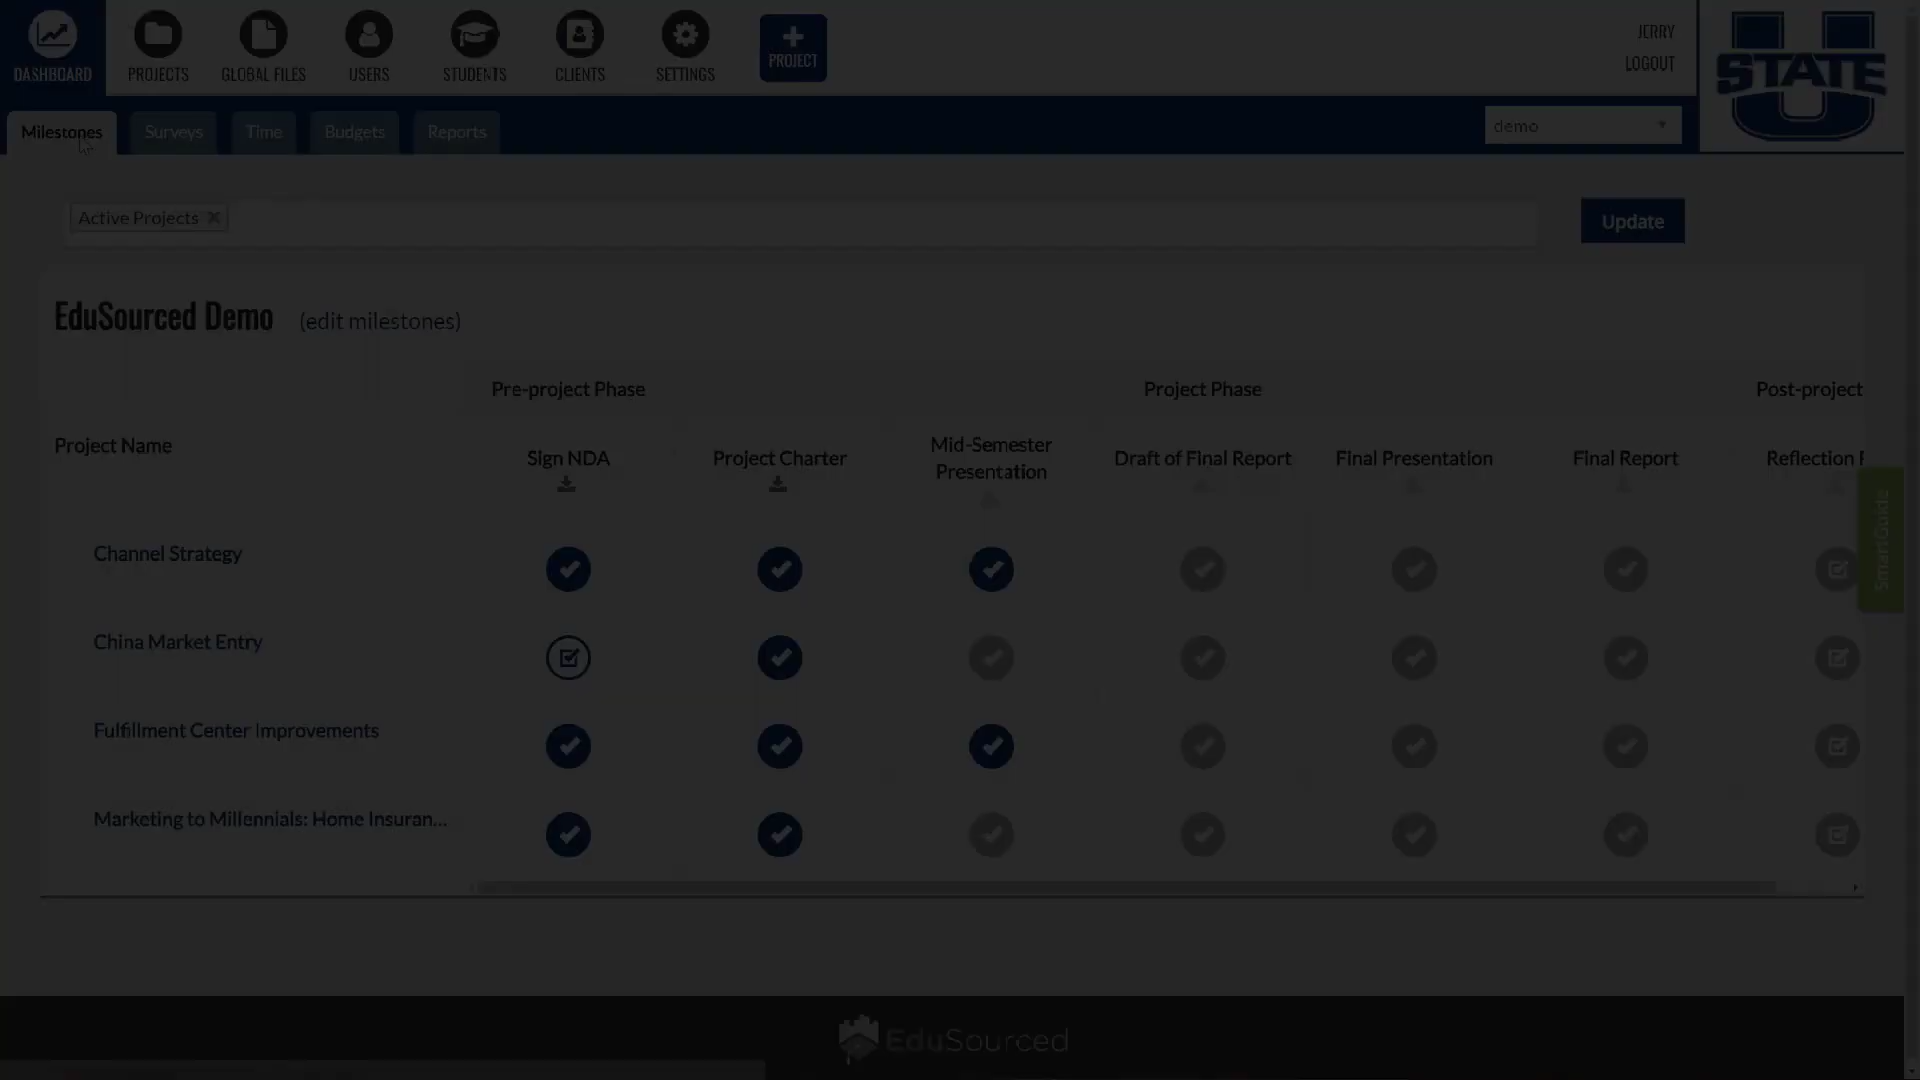 DASHBOARD
PROJECTS
GLOBAL FILES
USERS
STUDENTS
CLIENTS
SETTINGS
PROJECT
JERRY
LOGOUT
U STATE
Milestones
Surveys
Time
Budgets
Reports
demo
Active Projects
Update
EduSourced Demo (edit milestones)
Pre-project Phase
Project Phase
Post-project
Project Name
Sign NDA
Project Charter
Mid-Semester
Presentation
Draft of Final Report
Final Presentation
Final Report
Reflection
SmartGuide
Channel Strategy
China Market Entry
Fulfillment Center Improvements
Marketing to Millennials: Home Insuran...
EduSourced